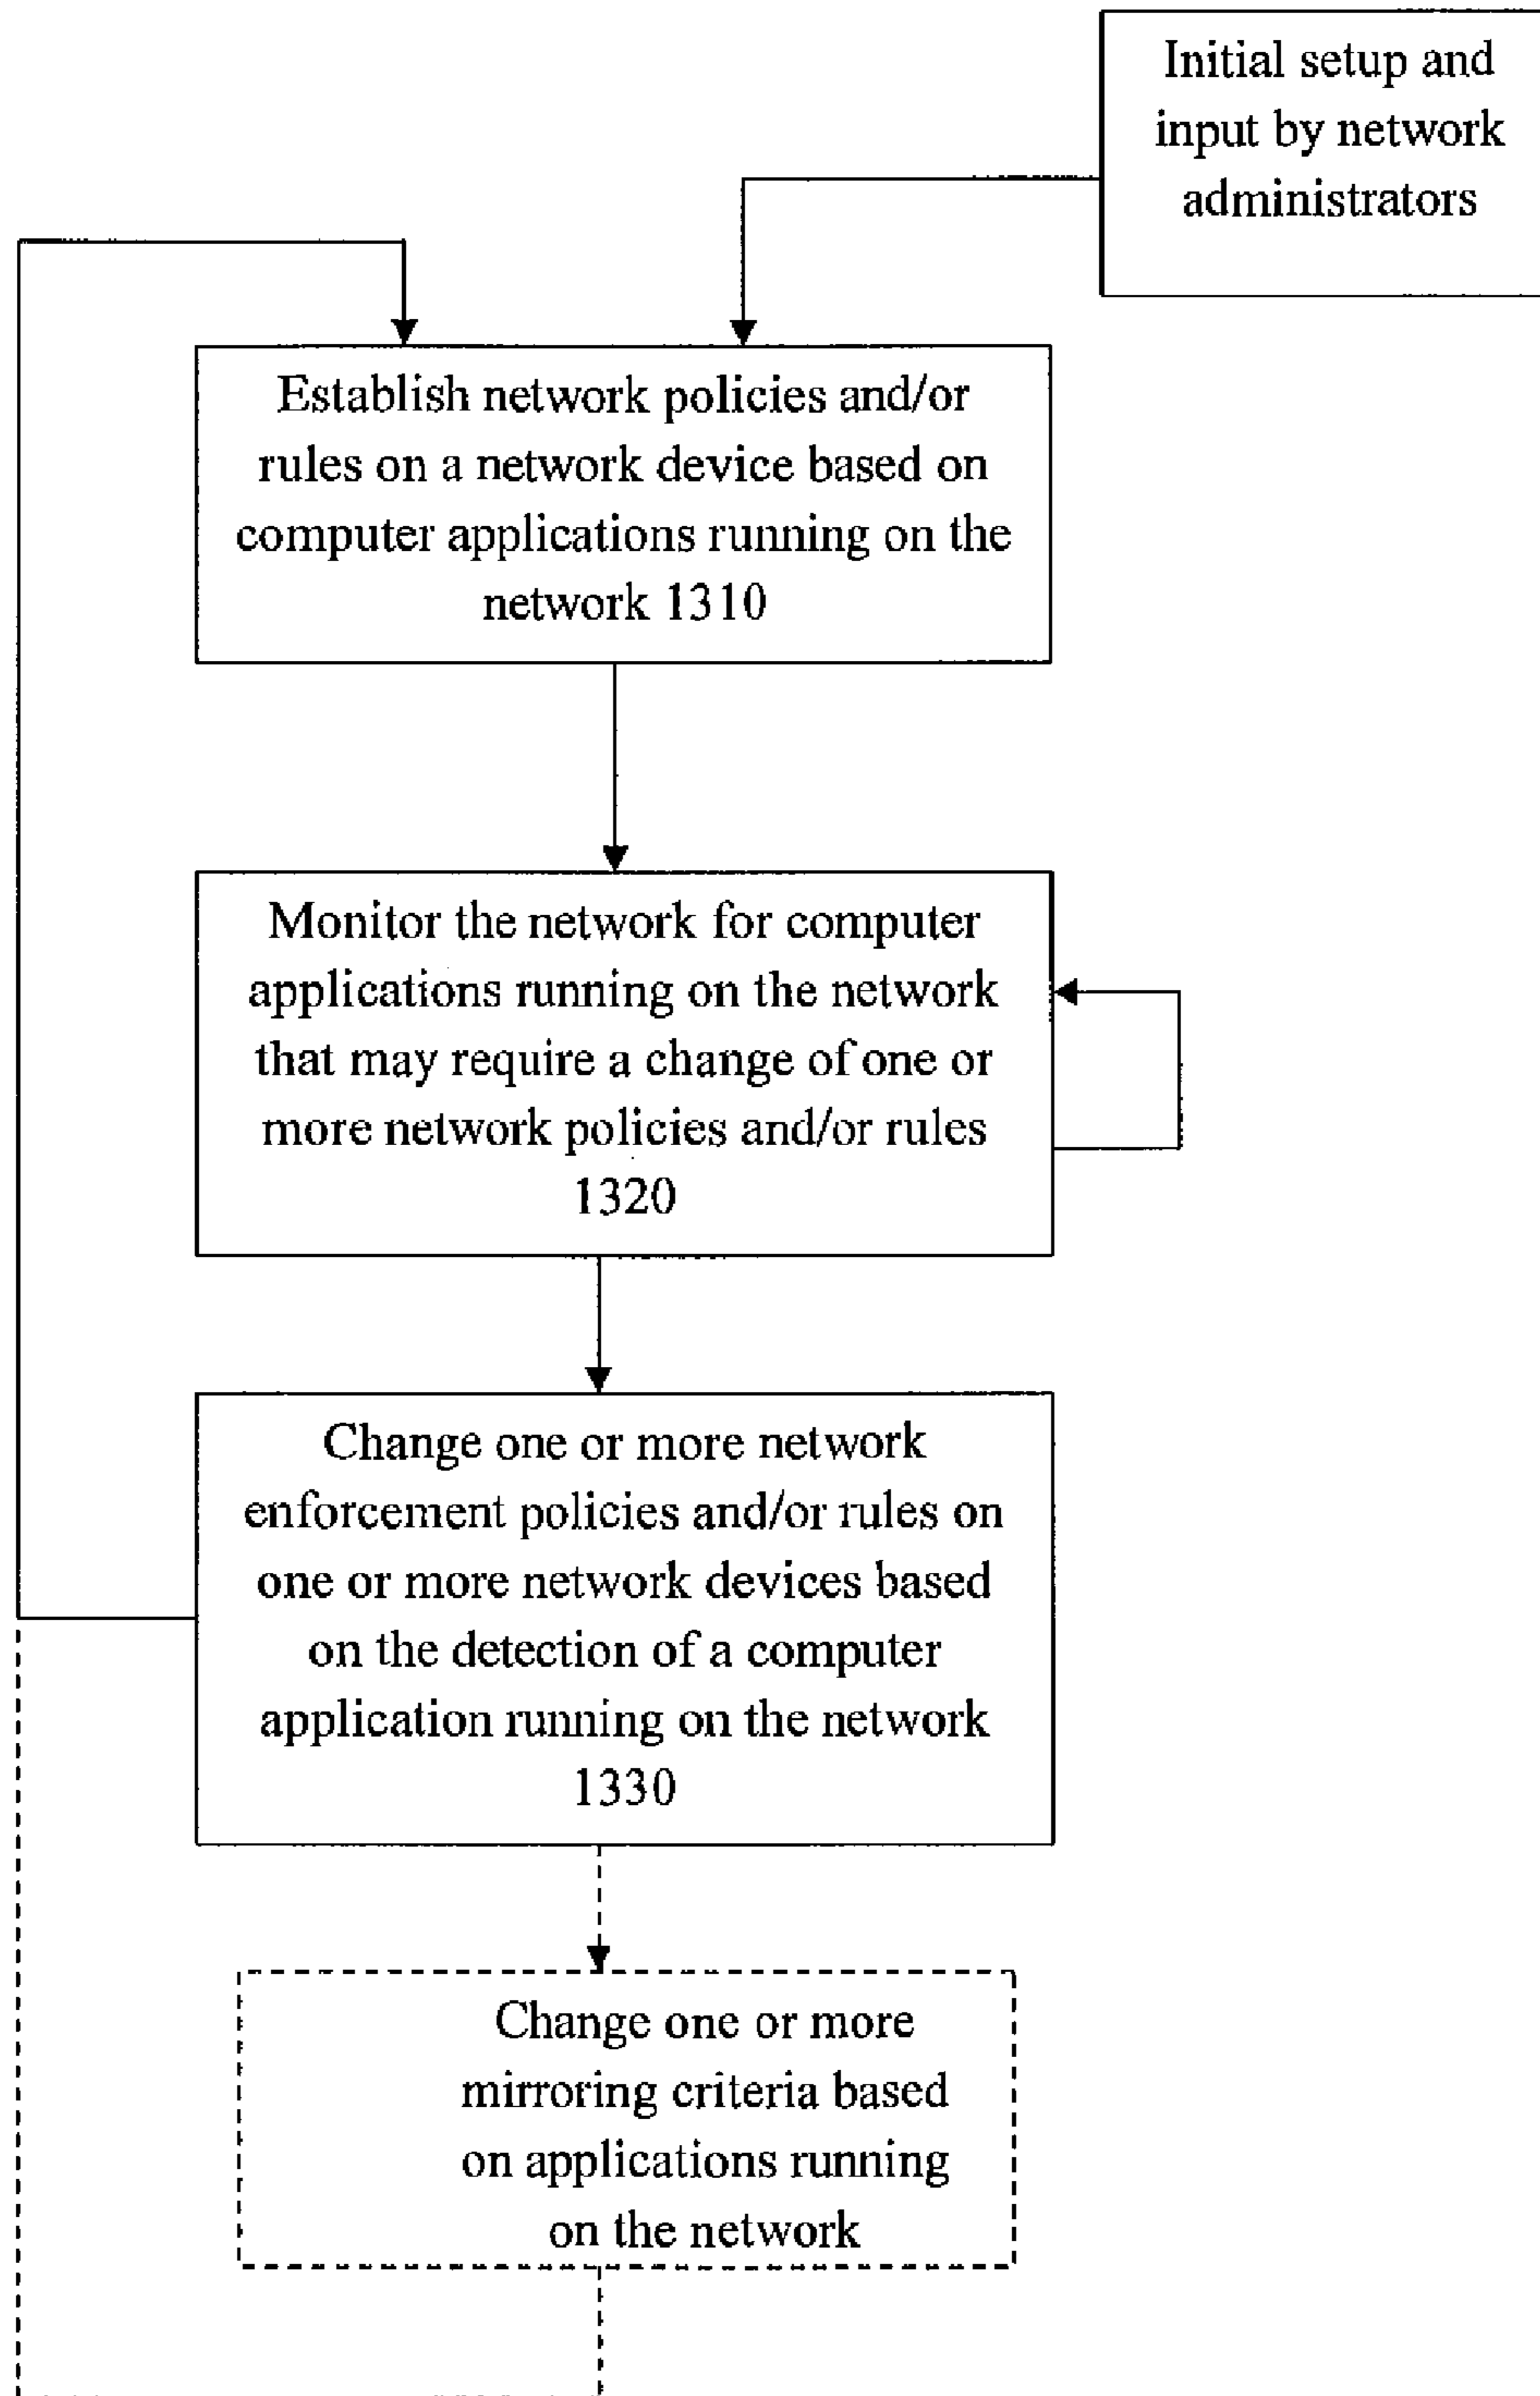 Initial setup and
input by network
administrators
Establish network policies and/or
rules on a network device based on
computer applications running on the
network 1310
Monitor the network for computer
applications running on the network
that may require a change of one or
more network policies and/or rules
1320
Change one or more network
enforcement policies and/or rules on
one or more network devices based
on the detection of a computer
application running on the network
1330
Change one or more
mirroring criteria based
on applications running
on the network